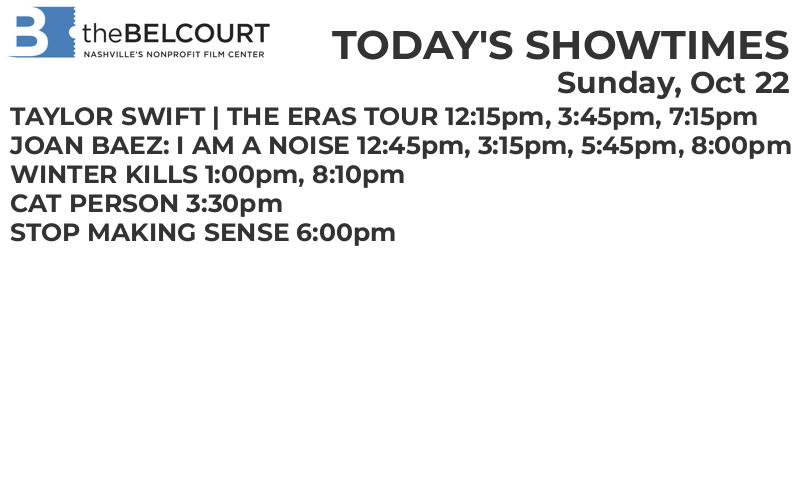 B theBELCOURT
NASHVILLE'S NONPROFIT FILM CENTER
TODAY'S SHOWTIMES
Sunday, Oct 22
TAYLOR SWIFT | THE ERAS TOUR 12:15pm, 3:45pm, 7:15pm
JOAN BAEZ: I AM A NOISE 12:45pm, 3:15pm, 5:45pm, 8:00pm
WINTER KILLS 1:00pm, 8:10pm
CAT PERSON 3:30pm
STOP MAKING SENSE 6:00pm